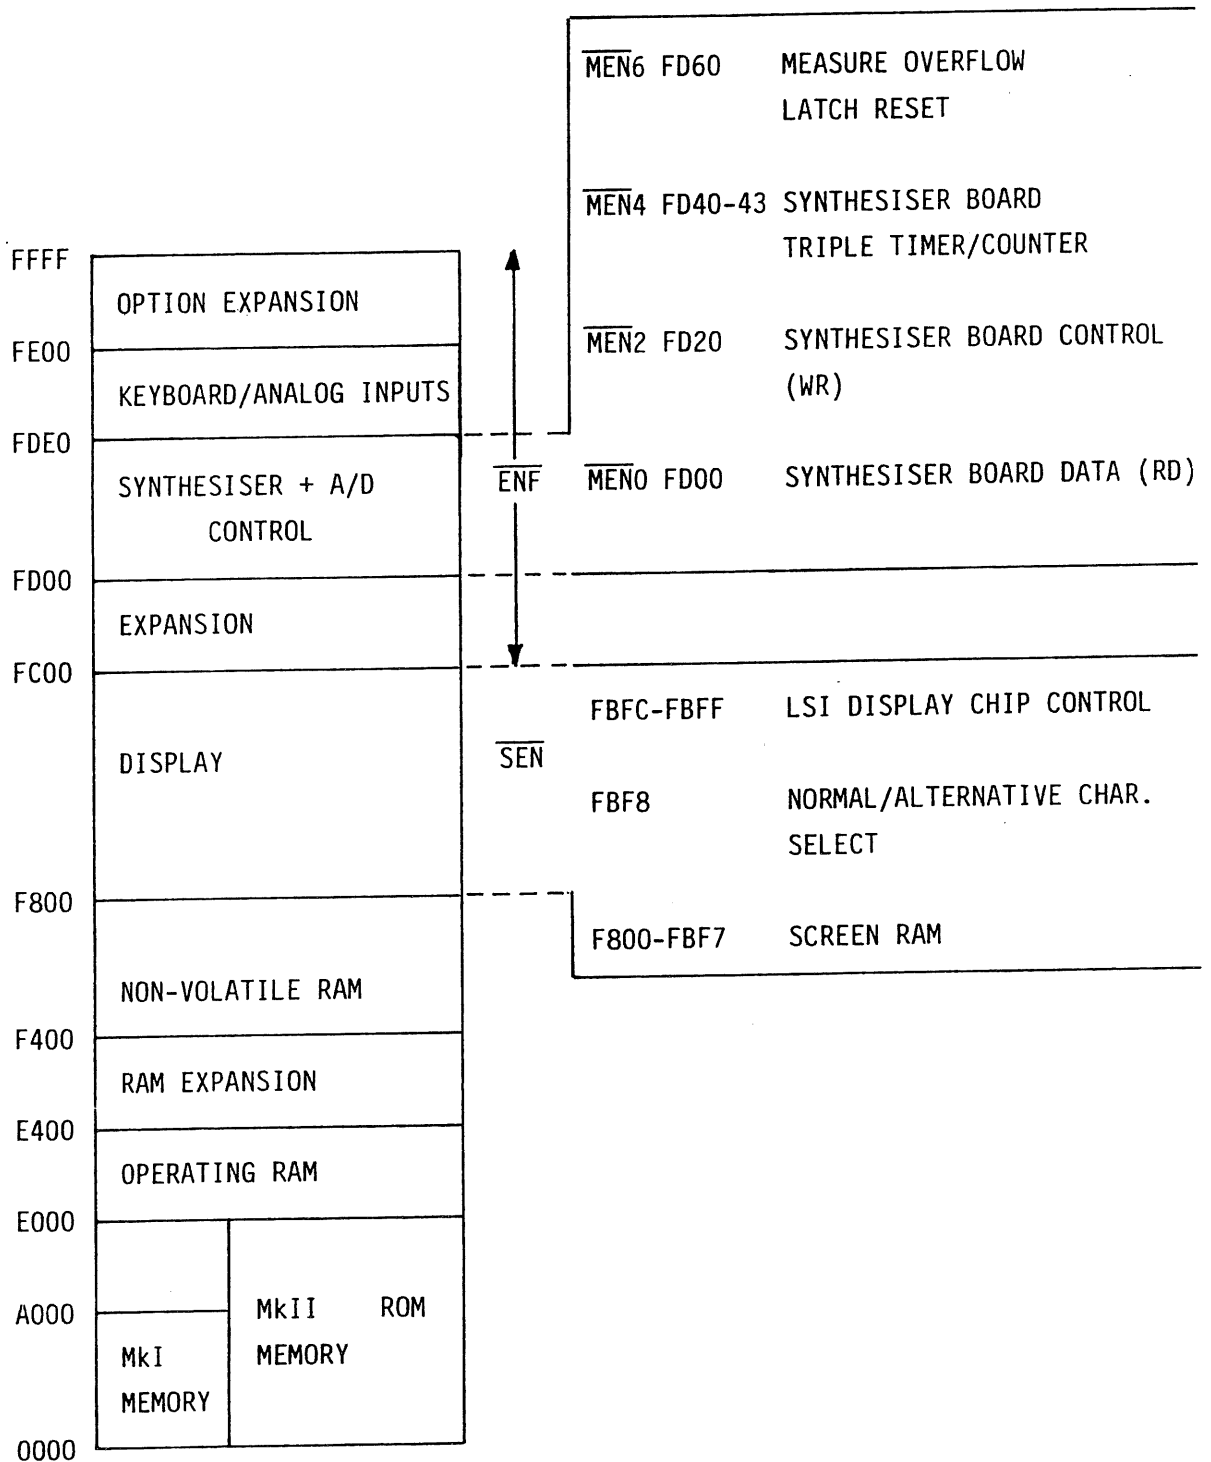 MEN6 FD60 MEASURE OVERFLOW
LATCH RESET
MEN4 FD40-43 SYNTHESISER BOARD
TRIPLE TIMER/COUNTER
MEN2 FD20 SYNTHESISER BOARD CONTROL
(WR)
MEN0 FD00 SYNTHESISER BOARD DATA (RD)
FFFF
OPTION EXPANSION
FE00
KEYBOARD/ANALOG INPUTS
FDE0
SYNTHESISER + A/D
CONTROL
ENF
FD00
EXPANSION
FC00
DISPLAY
SEN
FBFC-FBFF LSI DISPLAY CHIP CONTROL
FBF8 NORMAL/ALTERNATIVE CHAR.
SELECT
F800-FBF7 SCREEN RAM
F800
NON-VOLATILE RAM
F400
RAM EXPANSION
E400
OPERATING RAM
E000
A000
MkII ROM
MEMORY
MkI
MEMORY
0000